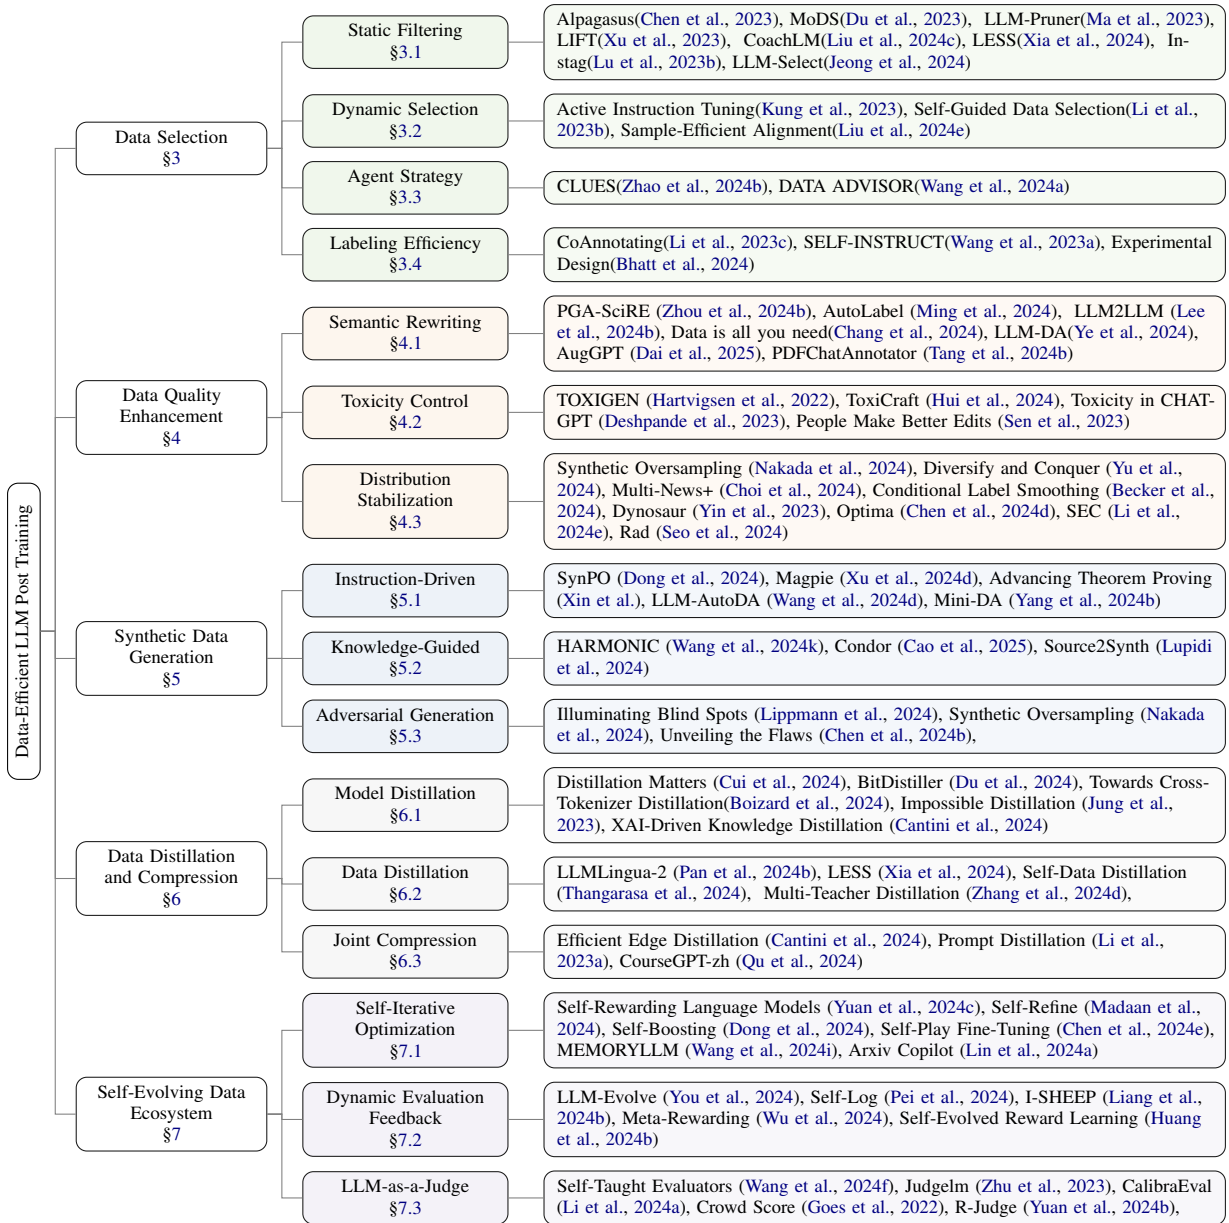 Data-Efficient LLM Post Training
Data Selection
§3
Static Filtering
§3.1
Alpagasus(Chen et al., 2023), MoDS(Du et al., 2023), LLM-Pruner(Ma et al., 2023),
LIFT(Xu et al., 2023), CoachLM(Liu et al., 2024c), LESS(Xia et al., 2024), In-
stag(Lu et al., 2023b), LLM-Select(Jeong et al., 2024)
Dynamic Selection
§3.2
Active Instruction Tuning(Kung et al., 2023), Self-Guided Data Selection(Li et al.,
2023b), Sample-Efficient Alignment(Liu et al., 2024e)
Agent Strategy
§3.3
CLUES(Zhao et al., 2024b), DATA ADVISOR(Wang et al., 2024a)
Labeling Efficiency
§3.4
CoAnnotating(Li et al., 2023c), SELF-INSTRUCT(Wang et al., 2023a), Experimental
Design(Bhatt et al., 2024)
Data Quality
Enhancement
§4
Semantic Rewriting
§4.1
PGA-SciRE (Zhou et al., 2024b), AutoLabel (Ming et al., 2024), LLM2LLM (Lee
et al., 2024b), Data is all you need(Chang et al., 2024), LLM-DA(Ye et al., 2024),
AugGPT (Dai et al., 2025), PDFChatAnnotator (Tang et al., 2024b)
Toxicity Control
§4.2
TOXIGEN (Hartvigsen et al., 2022), ToxiCraft (Hui et al., 2024), Toxicity in CHAT-
GPT (Deshpande et al., 2023), People Make Better Edits (Sen et al., 2023)
Distribution
Stabilization
§4.3
Synthetic Oversampling (Nakada et al., 2024), Diversify and Conquer (Yu et al.,
2024), Multi-News+ (Choi et al., 2024), Conditional Label Smoothing (Becker et al.,
2024), Dynosaur (Yin et al., 2023), Optima (Chen et al., 2024d), SEC (Li et al.,
2024e), Rad (Seo et al., 2024)
Synthetic Data
Generation
§5
Instruction-Driven
§5.1
SynPO (Dong et al., 2024), Magpie (Xu et al., 2024d), Advancing Theorem Proving
(Xin et al.), LLM-AutoDA (Wang et al., 2024d), Mini-DA (Yang et al., 2024b)
Knowledge-Guided
§5.2
HARMONIC (Wang et al., 2024k), Condor (Cao et al., 2025), Source2Synth (Lupidi
et al., 2024)
Adversarial Generation
§5.3
Illuminating Blind Spots (Lippmann et al., 2024), Synthetic Oversampling (Nakada
et al., 2024), Unveiling the Flaws (Chen et al., 2024b),
Data Distillation
and Compression
§6
Model Distillation
§6.1
Distillation Matters (Cui et al., 2024), BitDistiller (Du et al., 2024), Towards Cross-
Tokenizer Distillation(Boizard et al., 2024), Impossible Distillation (Jung et al.,
2023), XAI-Driven Knowledge Distillation (Cantini et al., 2024)
Data Distillation
§6.2
LLMLingua-2 (Pan et al., 2024b), LESS (Xia et al., 2024), Self-Data Distillation
(Thangarasa et al., 2024), Multi-Teacher Distillation (Zhang et al., 2024d),
Joint Compression
§6.3
Efficient Edge Distillation (Cantini et al., 2024), Prompt Distillation (Li et al.,
2023a), CourseGPT-zh (Qu et al., 2024)
Self-Evolving Data
Ecosystem
§7
Self-Iterative
Optimization
§7.1
Self-Rewarding Language Models (Yuan et al., 2024c), Self-Refine (Madaan et al.,
2024), Self-Boosting (Dong et al., 2024), Self-Play Fine-Tuning (Chen et al., 2024e),
MEMORYLLM (Wang et al., 2024i), Arxiv Copilot (Lin et al., 2024a)
Dynamic Evaluation
Feedback
§7.2
LLM-Evolve (You et al., 2024), Self-Log (Pei et al., 2024), I-SHEEP (Liang et al.,
2024b), Meta-Rewarding (Wu et al., 2024), Self-Evolved Reward Learning (Huang
et al., 2024b)
LLM-as-a-Judge
§7.3
Self-Taught Evaluators (Wang et al., 2024f), Judgelm (Zhu et al., 2023), CalibraEval
(Li et al., 2024a), Crowd Score (Goes et al., 2022), R-Judge (Yuan et al., 2024b),